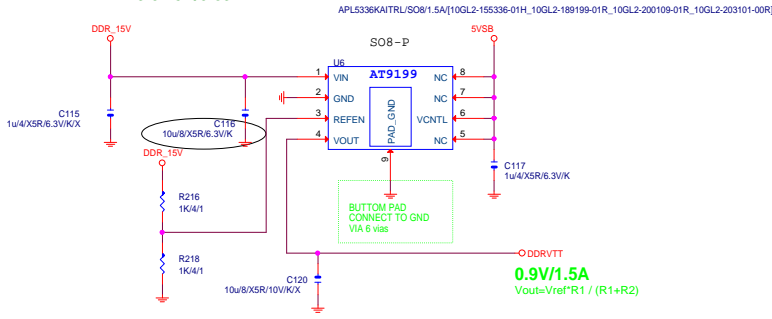 APL5336KAITRL/SO8/1.5A/[10GL2-155336-01H_10GL2-189199-01R_10GL2-200109-01R_10GL2-203101-00R]
DDR_15V
SO8-P
5VSB
U6
AT9199
1 VIN NC 8
2 GND NC 7
3 REFEN VCNTL 6
4 VOUT NC 5
PAD_GND
9
C115
1u/4/X5R/6.3V/K/X
C116
10u/8/X5R/6.3V/K
DDR_15V
C117
1u/4/X5R/6.3V/K
R216
1K/4/1
BUTTOM PAD
CONNECT TO GND
VIA 6 vias
R218
1K/4/1
DDRVTT
C120
10u/8/X5R/10V/K/X
0.9V/1.5A
Vout=Vref*R1 / (R1+R2)